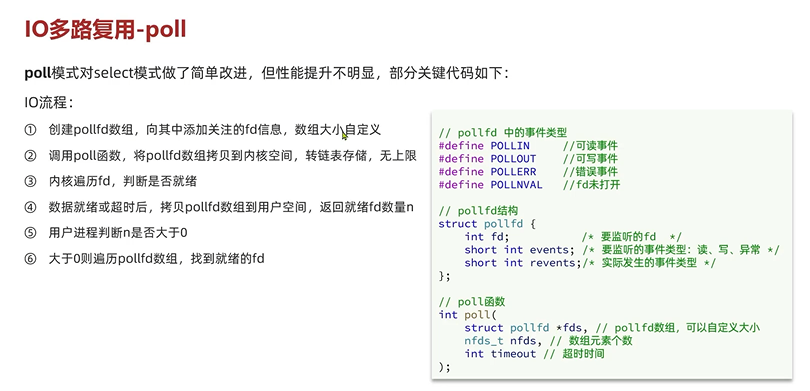 IO多路复用-poll
poll模式对select模式做了简单改进，但性能提升不明显，部分关键代码如下：
IO流程：
① 创建pollfd数组，向其中添加关注的fd信息，数组大小自定义
② 调用poll函数，将pollfd数组拷贝到内核空间，转链表存储，无上限
③ 内核遍历fd，判断是否就绪
④ 数据就绪或超时后，拷贝pollfd数组到用户空间，返回就绪fd数量n
⑤ 用户进程判断n是否大于0
⑥ 大于0则遍历pollfd数组，找到就绪的fd
// pollfd 中的事件类型
#define POLLIN //可读事件
#define POLLOUT //可写事件
#define POLLERR //错误事件
#define POLLNVAL //fd未打开
// pollfd结构
struct pollfd {
int fd; /* 要监听的fd */
short int events; /* 要监听的事件类型：读、写、异常 */
short int revents;/* 实际发生的事件类型 */
};
// poll函数
int poll(
struct pollfd *fds, // pollfd数组，可以自定义大小
nfds_t nfds, // 数组元素个数
int timeout // 超时时间
);